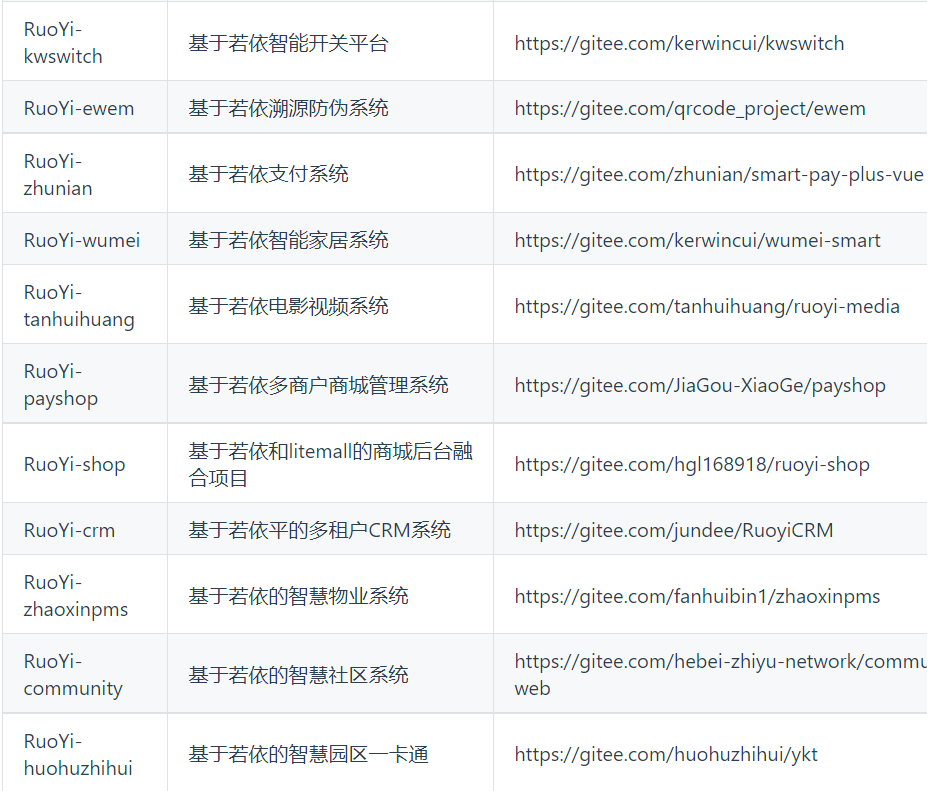 RuoYi-
kwswitch
基于若依智能开关平台
https://gitee.com/kerwincui/kwswitch
RuoYi-ewem
基于若依溯源防伪系统
https://gitee.com/qrcode_project/ewem
RuoYi-
zhunian
基于若依支付系统
https://gitee.com/zhunian/smart-pay-plus-vue
RuoYi-wumei
基于若依智能家居系统
https://gitee.com/kerwincui/wumei-smart
RuoYi-
tanhuihuang
基于若依电影视频系统
https://gitee.com/tanhuihuang/ruoyi-media
RuoYi-
payshop
基于若依多商户商城管理系统
https://gitee.com/JiaGou-XiaoGe/payshop
RuoYi-shop
基于若依和litemall的商城后台融
合项目
https://gitee.com/hgl168918/ruoyi-shop
RuoYi-crm
基于若依平的多租户CRM系统
https://gitee.com/jundee/RuoyiCRM
RuoYi-
zhaoxinpms
基于若依的智慧物业系统
https://gitee.com/fanhuibin1/zhaoxinpms
RuoYi-
community
基于若依的智慧社区系统
https://gitee.com/hebei-zhiyu-network/commu
web
RuoYi-
huohuzhihui
基于若依的智慧园区一卡通
https://gitee.com/huohuzhihui/ykt